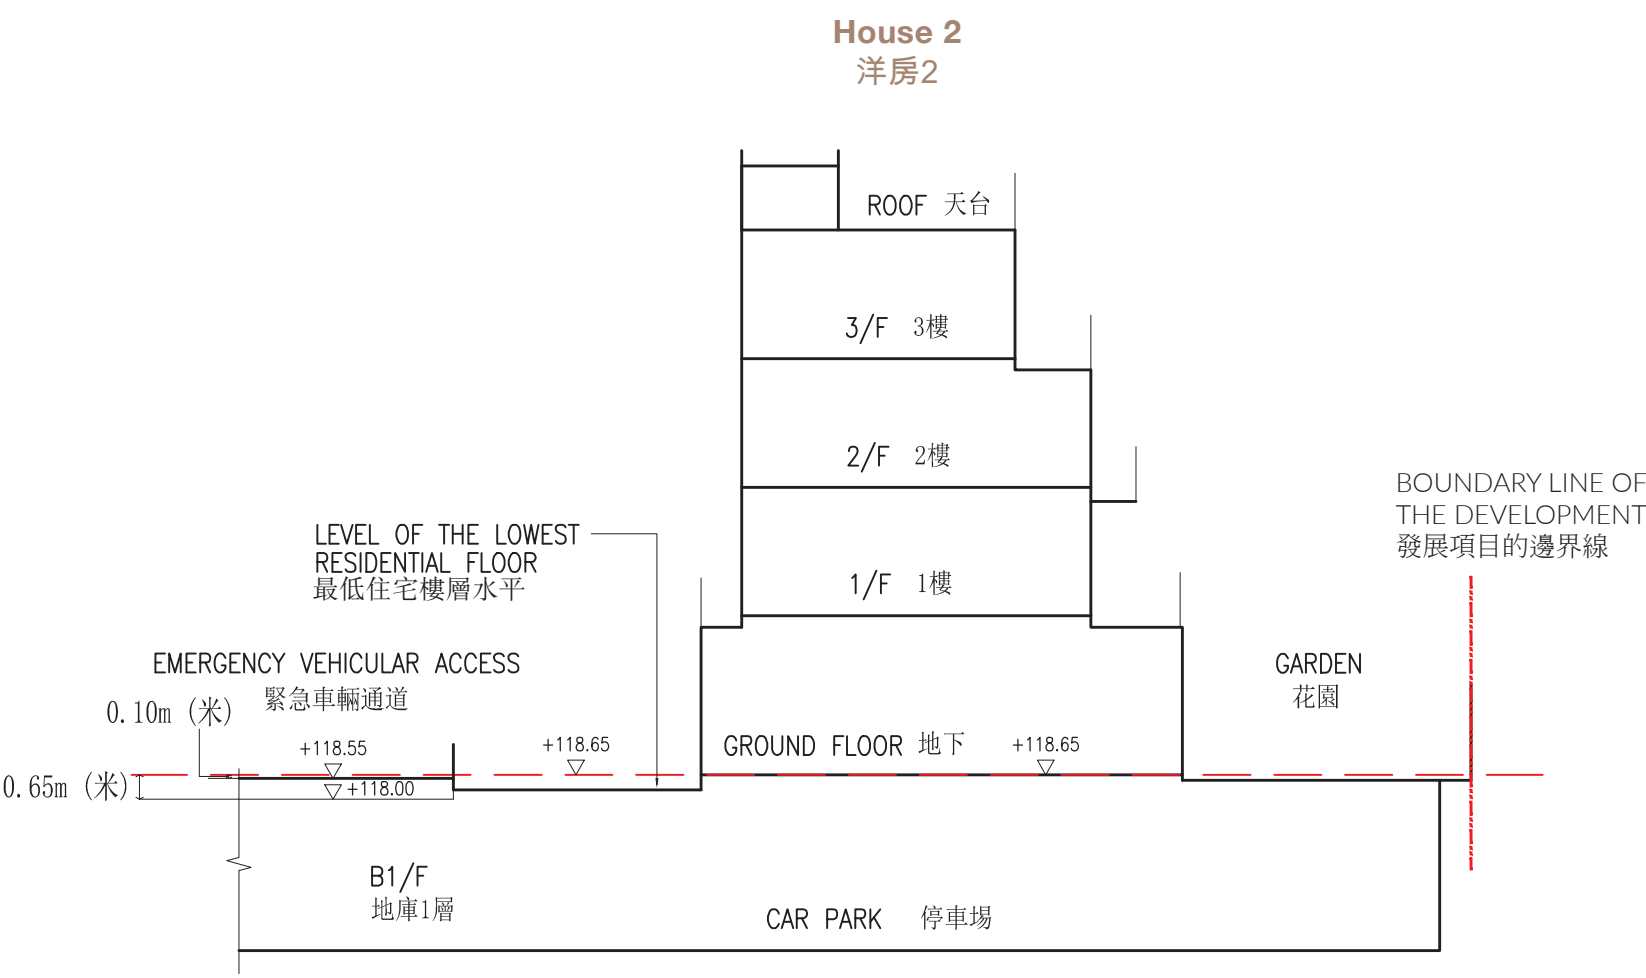 House 2
洋房2
ROOF 天台
3/F 3樓
2/F 2樓
BOUNDARY LINE OF
THE DEVELOPMENT
發展項目的邊界線
LEVEL OF THE LOWEST
RESIDENTIAL FLOOR
最低住宅樓層水平
1/F 1樓
EMERGENCY VEHICULAR ACCESS
緊急車輛通道
GARDEN
花園
0.10m (米)
+118.55
+118.65
GROUND FLOOR 地下
+118.65
0.65m (米)
+118.00
B1/F
地庫1層
CAR PARK 停車場